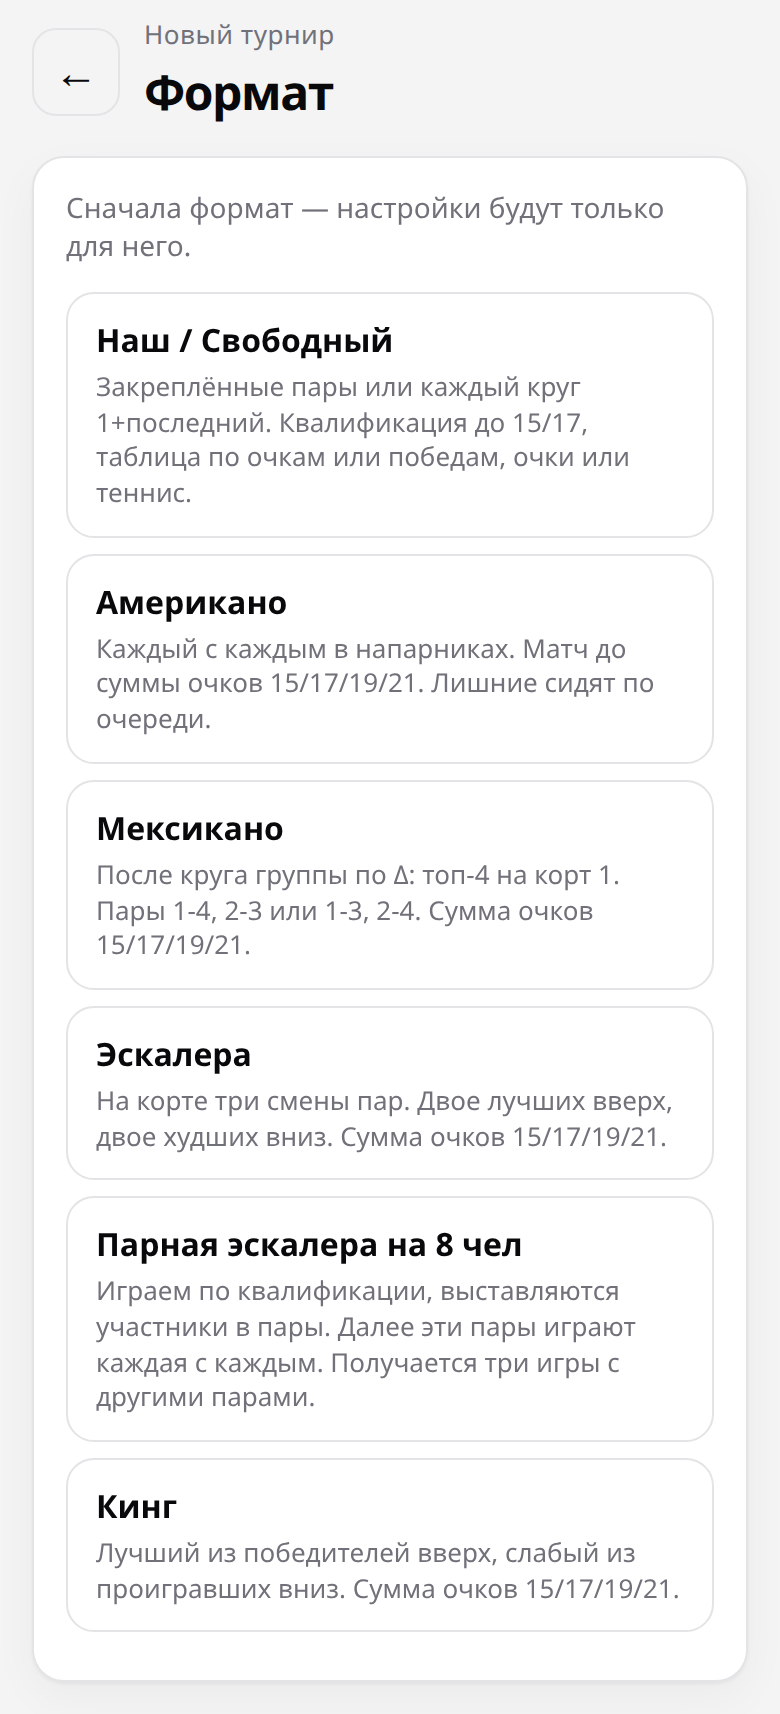 Новый турнир
←
Формат
Сначала формат — настройки будут только
для него.
Наш / Свободный
Закреплённые пары или каждый круг
1+последний. Квалификация до 15/17,
таблица по очкам или победам, очки или
теннис.
Американо
Каждый с каждым в напарниках. Матч до
суммы очков 15/17/19/21. Лишние сидят по
очереди.
Мексикано
После круга группы по Δ: топ-4 на корт 1.
Пары 1-4, 2-3 или 1-3, 2-4. Сумма очков
15/17/19/21.
Эскалера
На корте три смены пар. Двое лучших вверх,
двое худших вниз. Сумма очков 15/17/19/21.
Парная эскалера на 8 чел
Играем по квалификации, выставляются
участники в пары. Далее эти пары играют
каждая с каждым. Получается три игры с
другими парами.
Кинг
Лучший из победителей вверх, слабый из
проигравших вниз. Сумма очков 15/17/19/21.